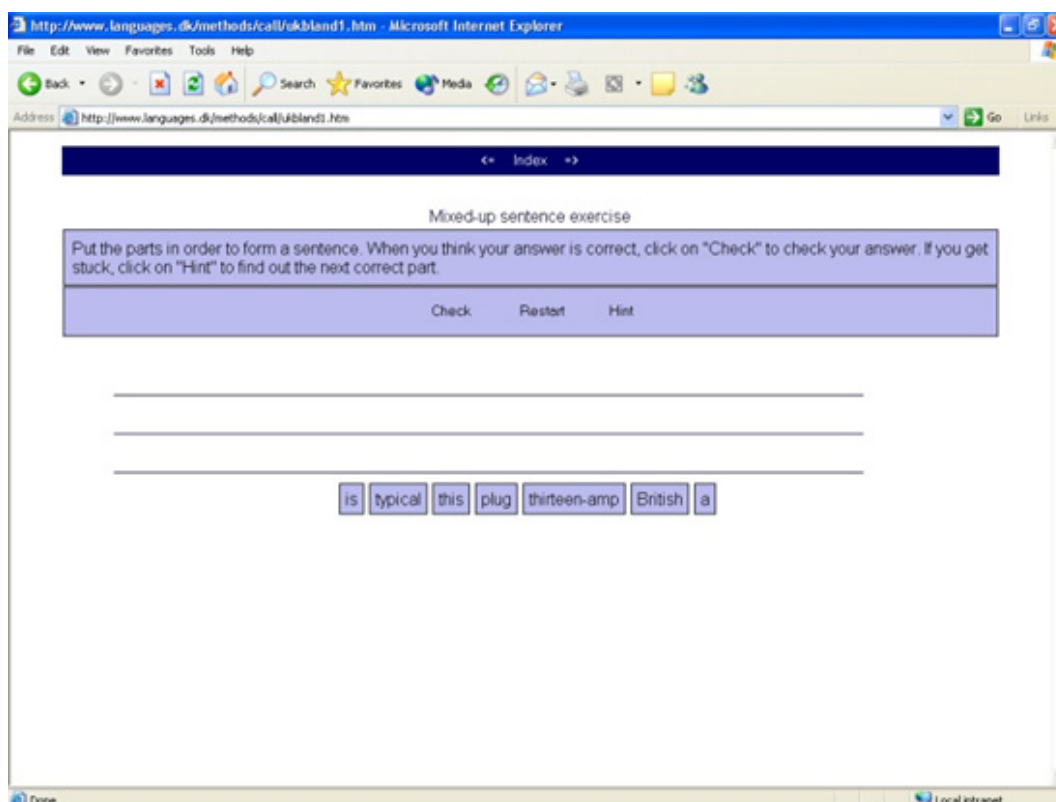 http://www.languages.dk/methods/call/ukbland1.htm - Microsoft Internet Explorer
File Edit View Favorites Tools Help
Back Search Favorites Media
Address http://www.languages.dk/methods/call/ukbland1.htm Go Links
<= Index =>
Mixed-up sentence exercise
Put the parts in order to form a sentence. When you think your answer is correct, click on "Check" to check your answer. If you get
stuck, click on "Hint" to find out the next correct part.
Check Restart Hint
is typical this plug thirteen-amp British a
Done Local intranet